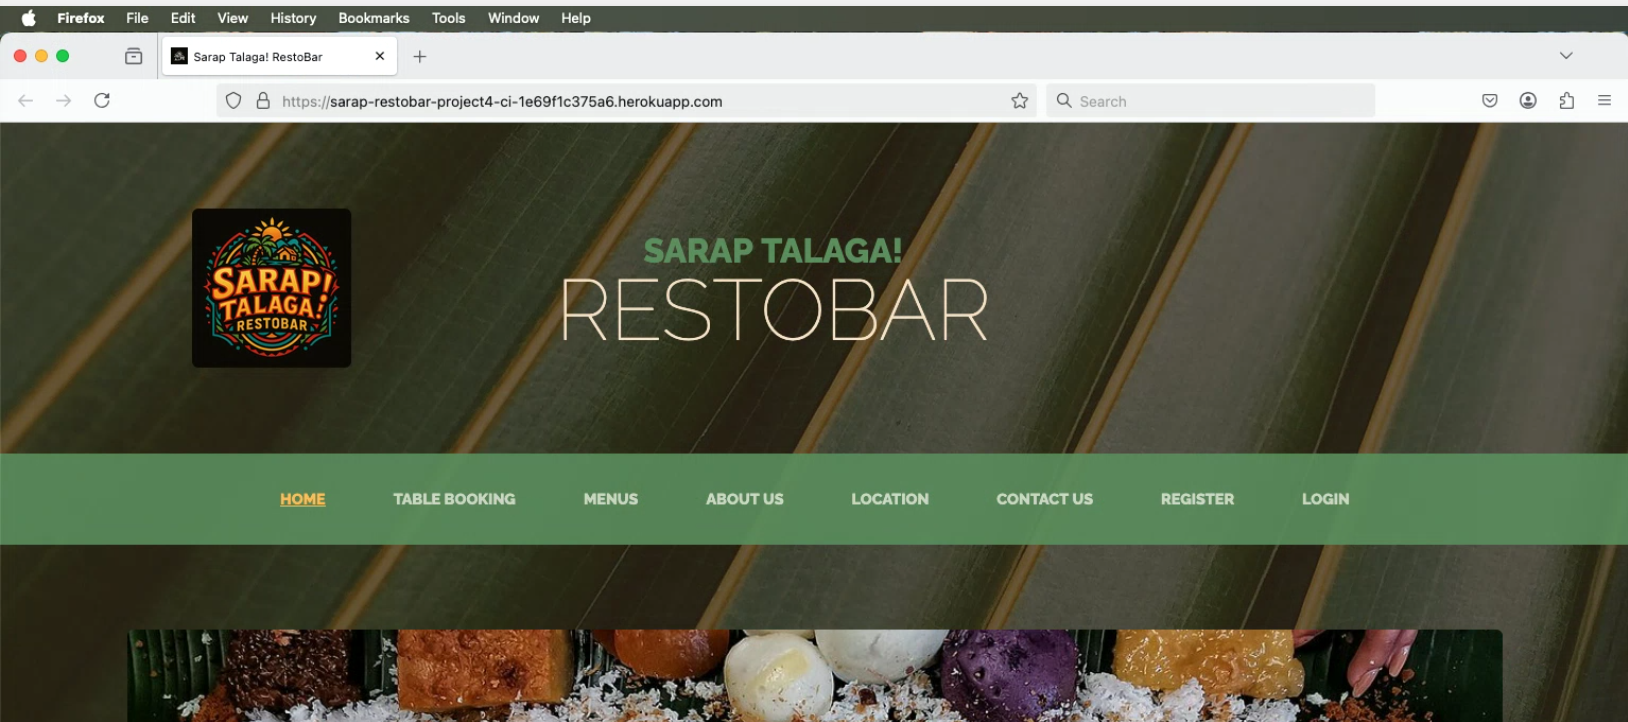 Firefox File Edit View History Bookmarks Tools Window Help
Sarap Talaga! RestoBar
https://sarap-restobar-project4-ci-1e69f1c375a6.herokuapp.com Search
SARAP!
TALAGA!
RESTOBAR
SARAP TALAGA!
RESTOBAR
HOME TABLE BOOKING MENUS ABOUT US LOCATION CONTACT US REGISTER LOGIN